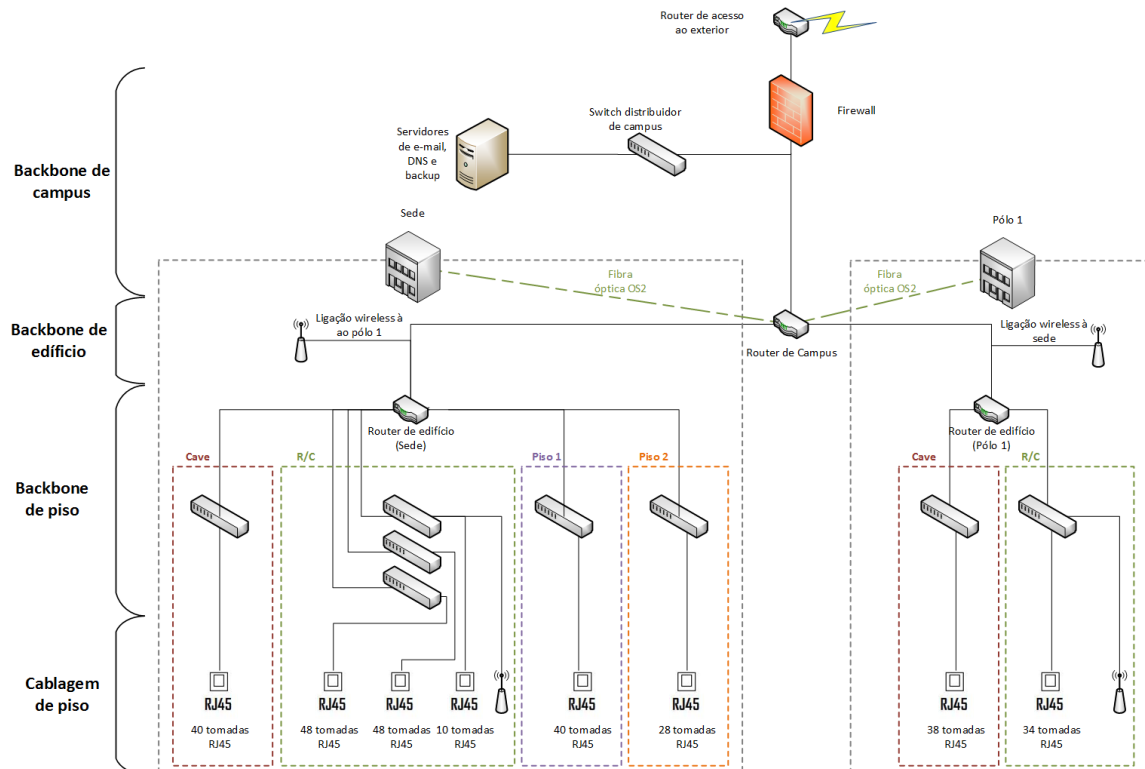 Router de acesso
ao exterior
Firewall
Switch distribuidor
de campus
Servidores
de e-mail,
DNS e
backup
Backbone de
campus
Sede
Pólo 1
Fibra
óptica OS2
Fibra
óptica OS2
Backbone de
edíficio
Ligação wireless à
ao pólo 1
Router de Campus
Ligação wireless à
sede
Router de edifício
(Sede)
Router de edifício
(Pólo 1)
Cave
R/C
Piso 1
Piso 2
Cave
R/C
Backbone
de piso
Cablagem
de piso
RJ45
RJ45
RJ45
RJ45
RJ45
RJ45
RJ45
RJ45
40 tomadas
RJ45
48 tomadas
RJ45
48 tomadas
RJ45
10 tomadas
RJ45
40 tomadas
RJ45
28 tomadas
RJ45
38 tomadas
RJ45
34 tomadas
RJ45